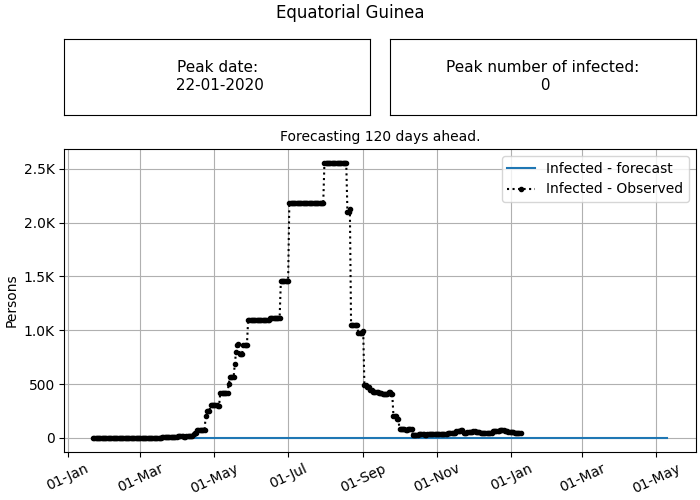 Equatorial Guinea
Peak date:
22-01-2020
Peak number of infected:
0
Forecasting 120 days ahead.
Infected - forecast
Infected - Observed
2.5K
2.0K
1.5K
1.0K
500
0
Persons
01-Jan
01-Mar
01-May
01-Jul
01-Sep
01-Nov
01-Jan
01-Mar
01-May